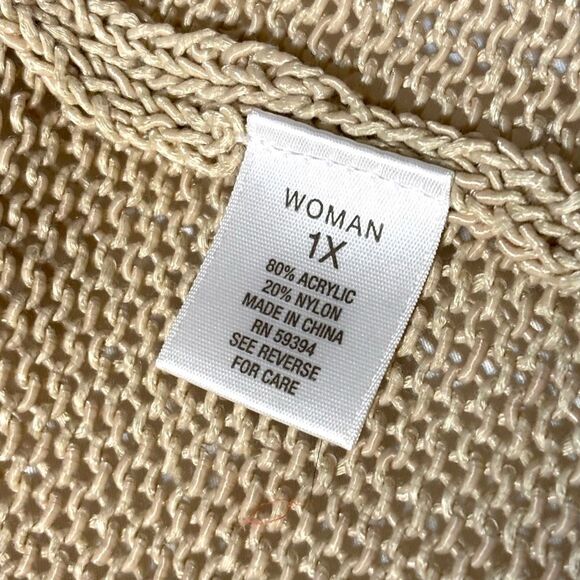 WOMAN
1X
80% ACRYLIC
20% NYLON
MADE IN CHINA
RN 59394
SEE REVERSE
FOR CARE